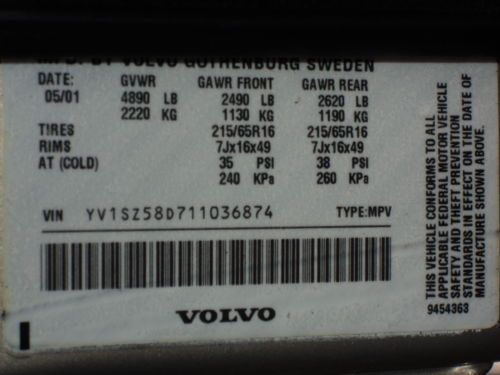 MFD. BY VOLVO GOTHENBURG SWEDEN
DATE: GVWR GAWR FRONT GAWR REAR
05/01 4890 LB 2490 LB 2620 LB
2220 KG 1130 KG 1190 KG
TIRES 215/65R16 215/65R16
RIMS 7Jx16x49 7Jx16x49
AT (COLD) 35 PSI 38 PSI
240 KPa 260 KPa
VIN YV1SZ58D711036874 TYPE:MPV
VOLVO
THIS VEHICLE CONFORMS TO ALL
APPLICABLE FEDERAL MOTOR VEHICLE
SAFETY AND THEFT PREVENTION
STANDARDS IN EFFECT ON THE DATE OF
MANUFACTURE SHOWN ABOVE.
9454363